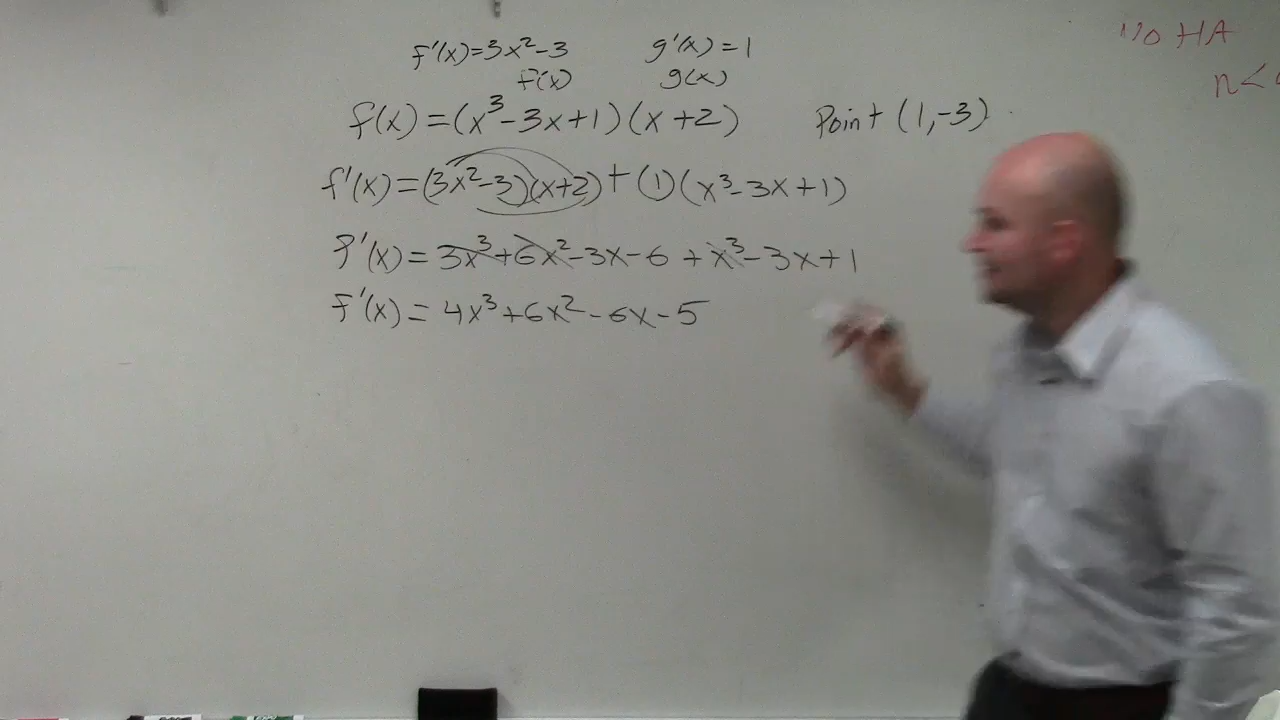 f'(x)=3x²-3 g'(x)=1
f(x) g(x)
f(x)=(x³-3x+1)(x+2) Point (1,-3)
f'(x)=(3x²-3)(x+2)+(1)(x³-3x+1)
f'(x)=3x³+6x²-3x-6+x³-3x+1
f'(x)=4x³+6x²-6x-5
No HA
n<